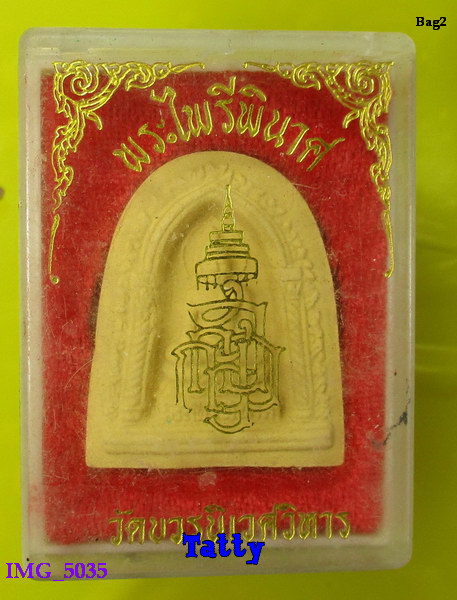 Bag2
พระไพรีพินาศ
วัดบวรนิเวศวิหาร
Tatty
IMG_5035